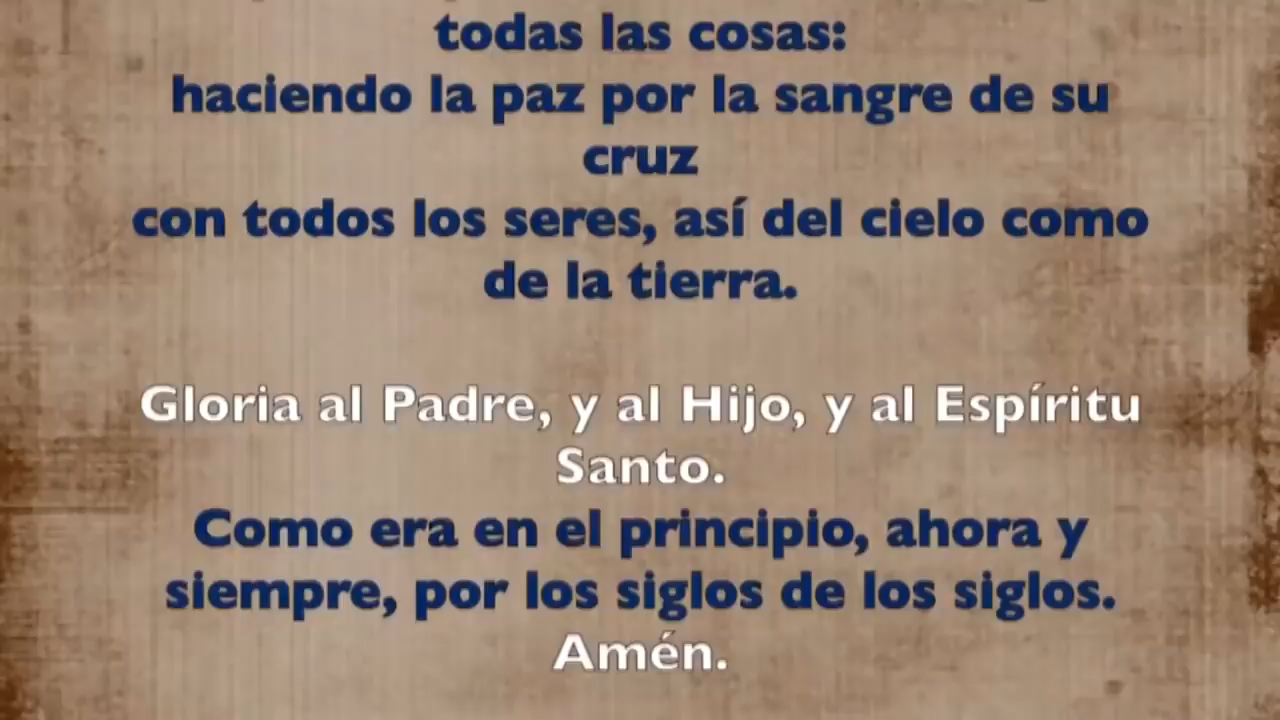 todas las cosas:
haciendo la paz por la sangre de su
cruz
con todos los seres, así del cielo como
de la tierra.
Gloria al Padre, y al Hijo, y al Espíritu
Santo.
Como era en el principio, ahora y
siempre, por los siglos de los siglos.
Amén.